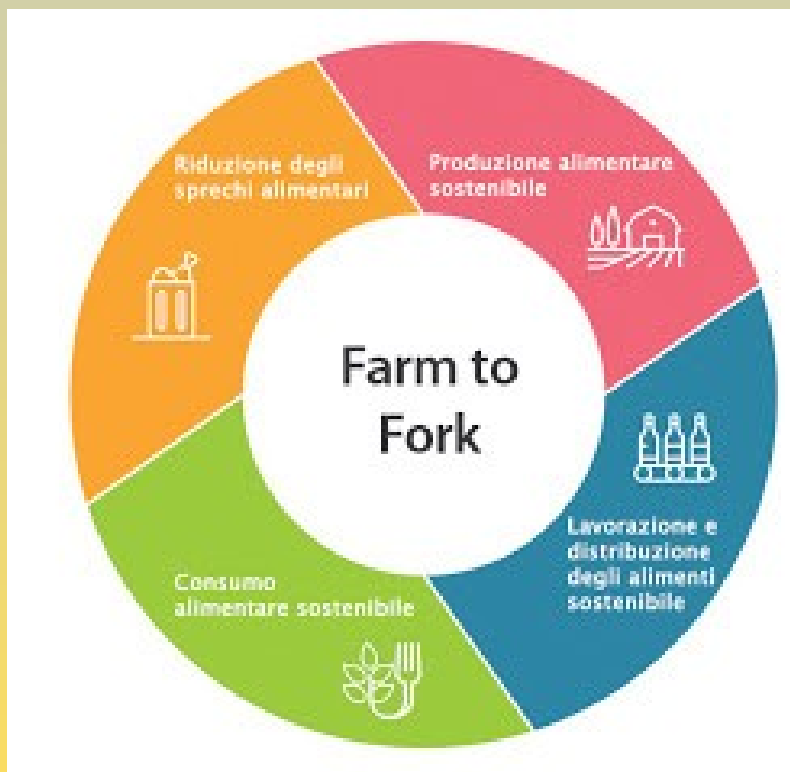 Riduzione degli
sprechi alimentari
Produzione alimentare
sostenibile
Farm to
Fork
Lavorazione e
distribuzione
degli alimenti
sostenibile
Consumo
alimentare sostenibile